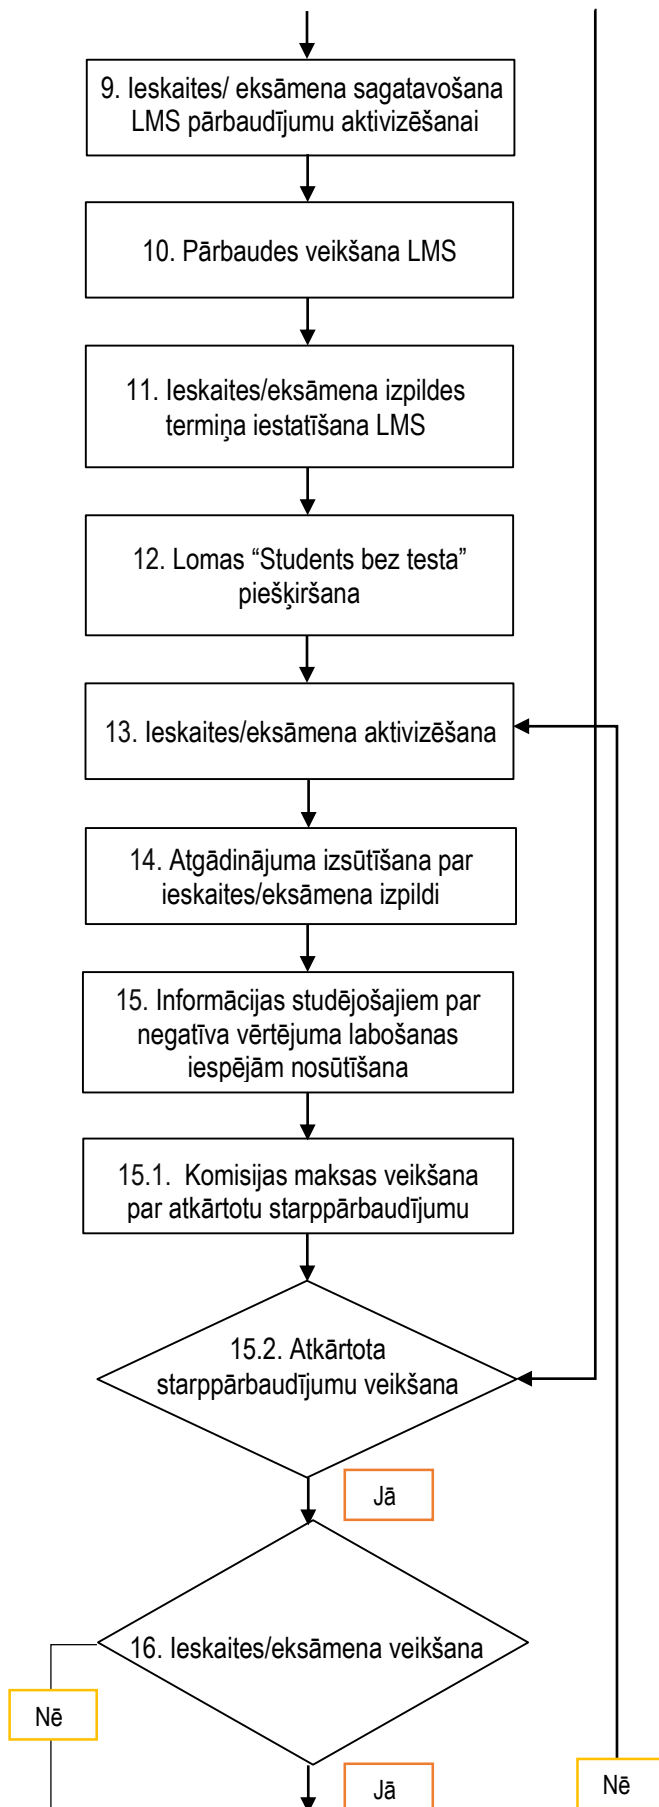 9. Ieskaites/ eksāmena sagatavošana
LMS pārbaudījumu aktivizēšanai
10. Pārbaudes veikšana LMS
11. Ieskaites/eksāmena izpildes
termiņa iestatīšana LMS
12. Lomas “Students bez testa”
piešķiršana
13. Ieskaites/eksāmena aktivizēšana
14. Atgādinājuma izsūtīšana par
ieskaites/eksāmena izpildi
15. Informācijas studējošajiem par
negatīva vērtējuma labošanas
iespējām nosūtīšana
15.1. Komisijas maksas veikšana
par atkārtotu starppārbaudījumu
15.2. Atkārtota
starppārbaudījumu veikšana
Jā
16. Ieskaites/eksāmena veikšana
Nē
Jā
Nē